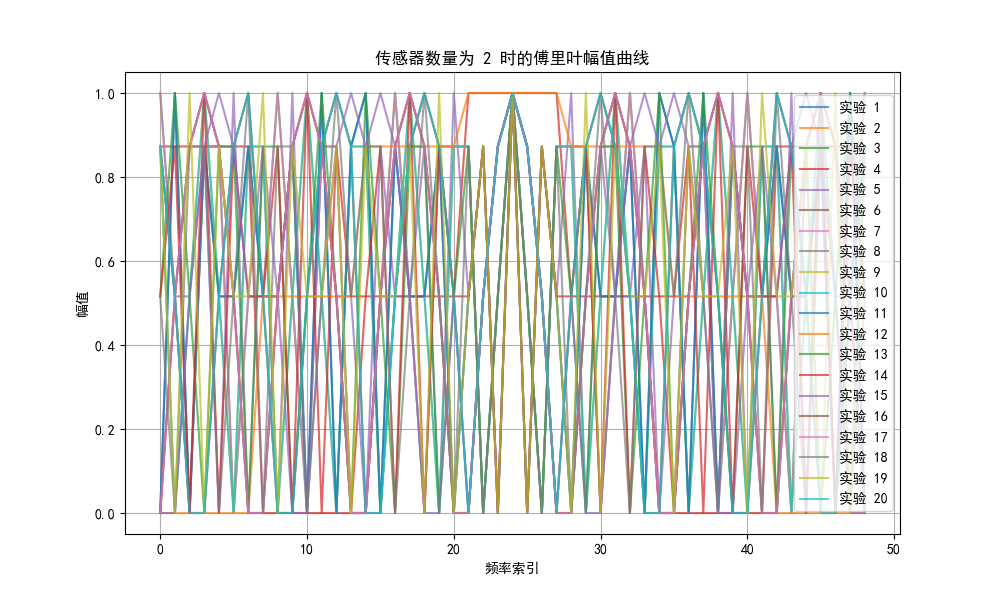 传感器数量为 2 时的傅里叶幅值曲线
幅值
1.0
0.8
0.6
0.4
0.2
0.0
0 10 20 30 40 50
频率索引
实验 1
实验 2
实验 3
实验 4
实验 5
实验 6
实验 7
实验 8
实验 9
实验 10
实验 11
实验 12
实验 13
实验 14
实验 15
实验 16
实验 17
实验 18
实验 19
实验 20